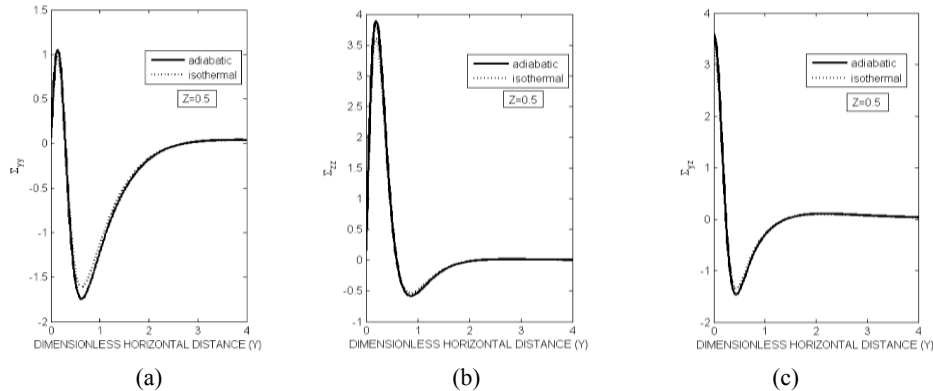 1.5
1
0.5
0
-0.5
-1
-1.5
-2
Σyy
adiabatic
isothermal
Z=0.5
0 1 2 3 4
DIMENSIONLESS HORIZONTAL DISTANCE (Y)
(a)
4
3.5
3
2.5
2
1.5
1
0.5
0
-0.5
-1
Σzz
adiabatic
isothermal
Z=0.5
0 1 2 3 4
DIMENSIONLESS HORIZONTAL DISTANCE (Y)
(b)
4
3
2
1
0
-1
-2
Σyz
adiabatic
isothermal
Z=0.5
0 1 2 3 4
DIMENSIONLESS HORIZONTAL DISTANCE (Y)
(c)